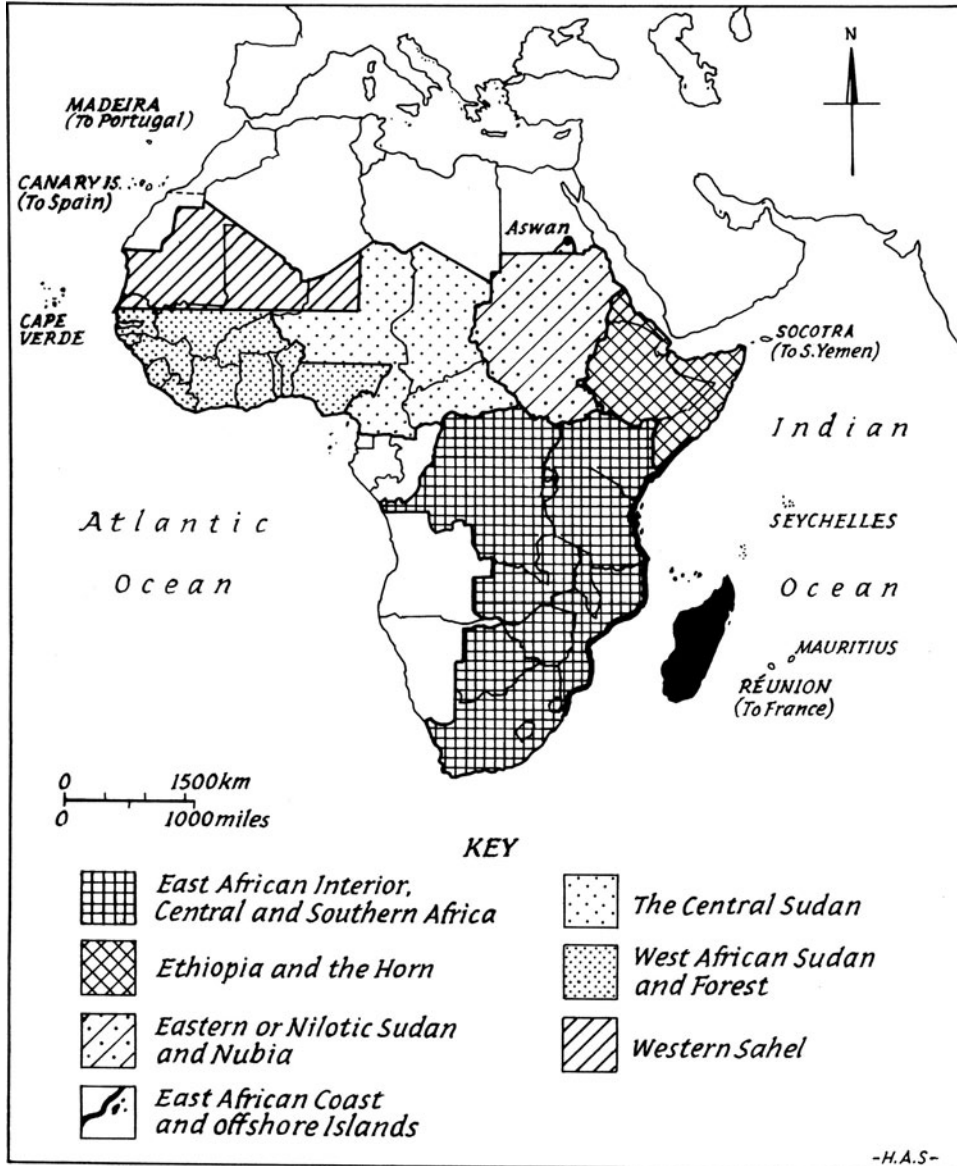 N
MADEIRA
(To Portugal)
CANARY IS.
(To Spain)
Aswan
CAPE
VERDE
SOCOTRA
(To S. Yemen)
Indian
Atlantic
Ocean
SEYCHELLES
Ocean
MAURITIUS
RÉUNION
(To France)
0 1500km
0 1000miles
KEY
East African Interior,
Central and Southern Africa
Ethiopia and the Horn
Eastern or Nilotic Sudan
and Nubia
East African Coast
and offshore Islands
The Central Sudan
West African Sudan
and Forest
Western Sahel
-H.A.S-